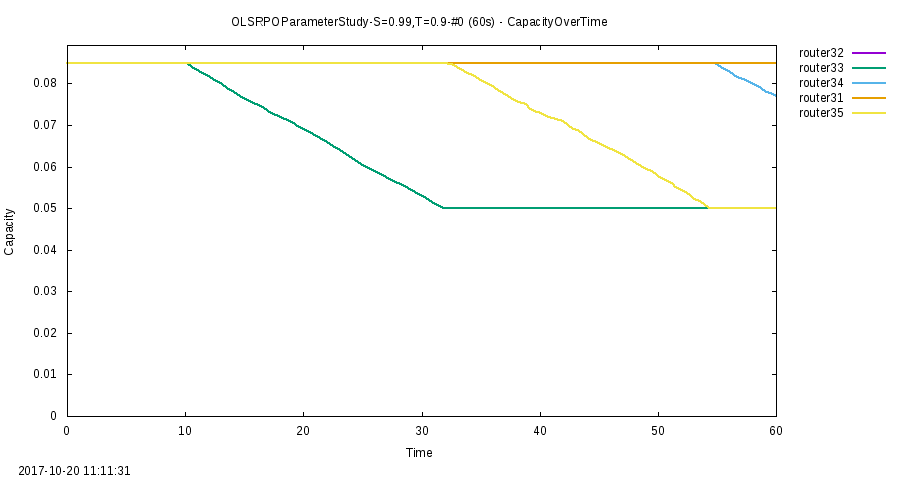 OLSRPOParameterStudy-S=0.99,T=0.9-#0 (60s) - CapacityOverTime
router32
router33
router34
router31
router35
0.08
0.07
0.06
0.05
0.04
0.03
0.02
0.01
0
Capacity
0 10 20 30 40 50 60
Time
2017-10-20 11:11:31